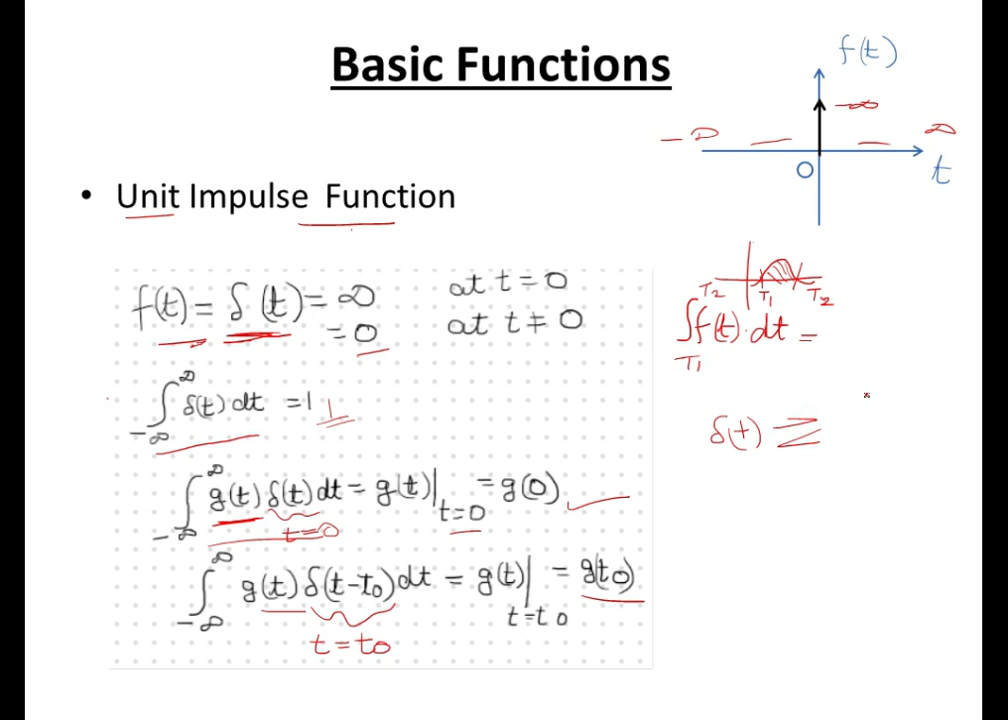 Basic Functions
f(t)
∞
-∞
∞
0
t
• Unit Impulse Function
f(t) = δ(t) = ∞ at t = 0
= 0 at t ≠ 0
∫_{-∞}^{∞} δ(t) dt = 1 1
∫_{-∞}^{∞} g(t) δ(t) dt = g(t)|_{t=0} = g(0)
t=0
∫_{-∞}^{∞} g(t) δ(t-t0) dt = g(t)|_{t=t0} = g(t0)
t=t0
T1 T2
∫_{T1}^{T2} f(t)·dt =
δ(t)